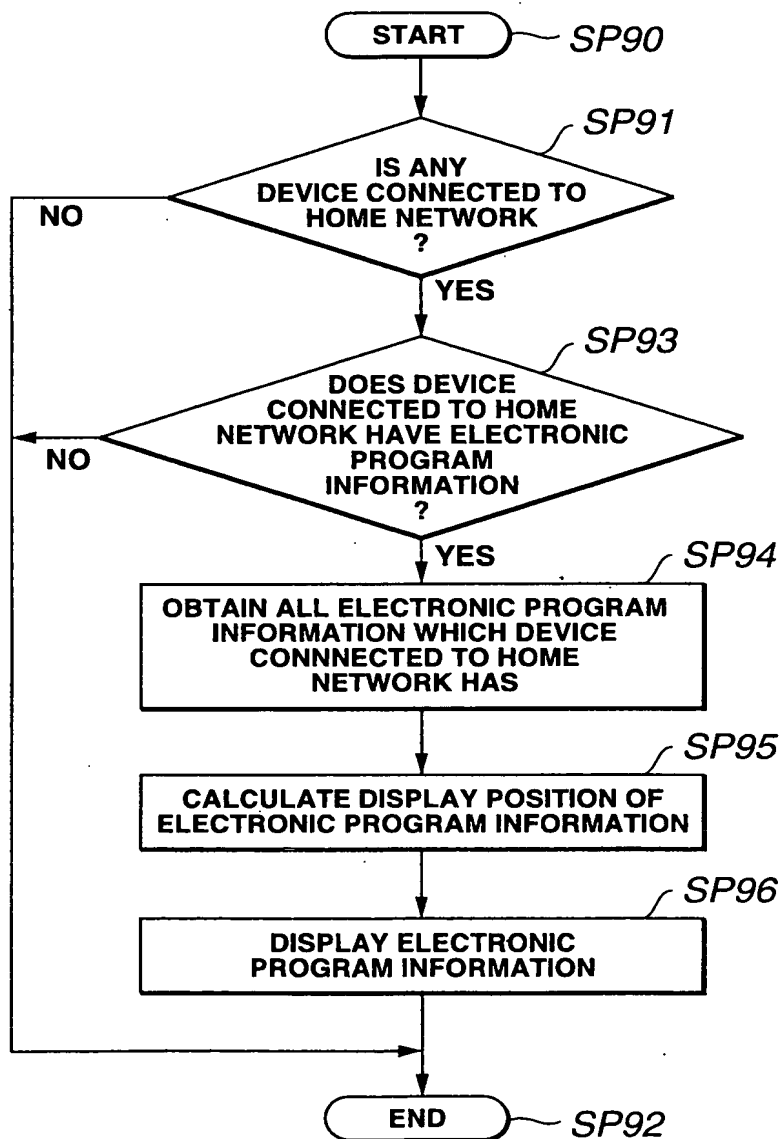 START
SP90
SP91
IS ANY
DEVICE CONNECTED TO
HOME NETWORK
?
NO
YES
SP93
DOES DEVICE
CONNECTED TO HOME
NETWORK HAVE ELECTRONIC
PROGRAM
INFORMATION
?
NO
YES
SP94
OBTAIN ALL ELECTRONIC PROGRAM
INFORMATION WHICH DEVICE
CONNNECTED TO HOME
NETWORK HAS
SP95
CALCULATE DISPLAY POSITION OF
ELECTRONIC PROGRAM INFORMATION
SP96
DISPLAY ELECTRONIC
PROGRAM INFORMATION
END
SP92